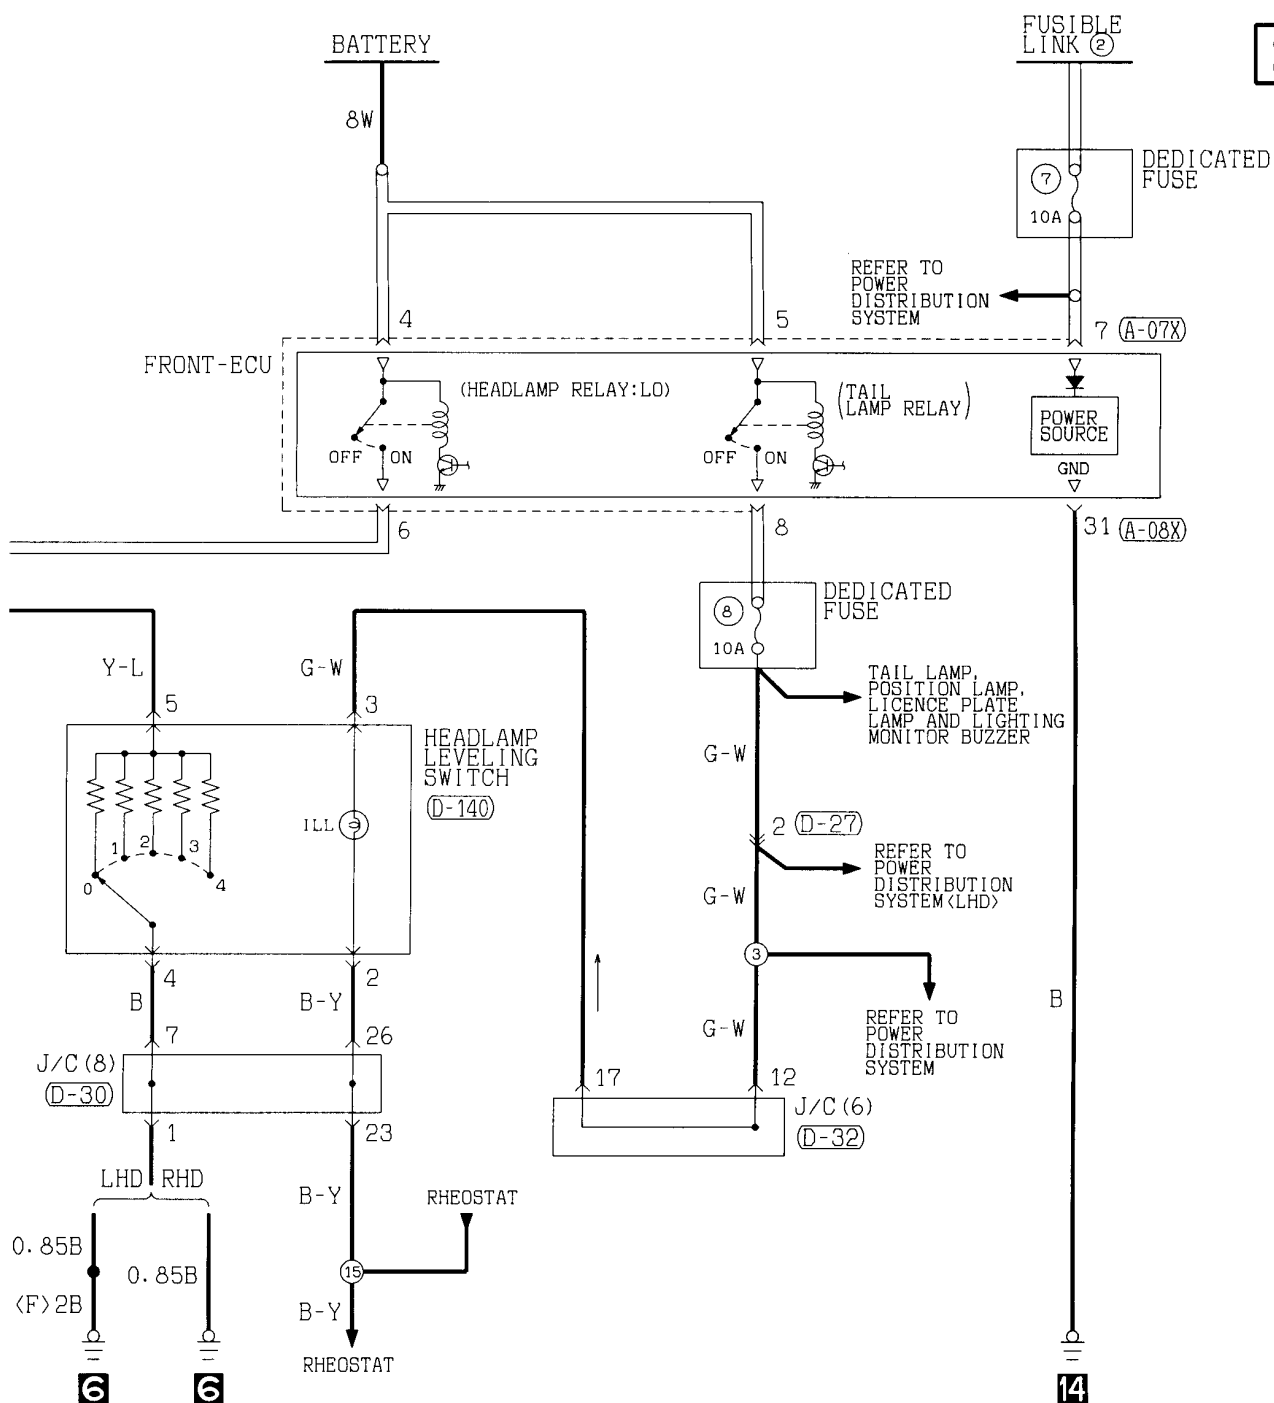 BATTERY
FUSIBLE
LINK ②
8W
⑦
10A
DEDICATED
FUSE
REFER TO
POWER
DISTRIBUTION
SYSTEM
4
5
7 (A-07X)
FRONT-ECU
(HEADLAMP RELAY:LO)
OFF ON
(TAIL
LAMP RELAY)
OFF ON
POWER
SOURCE
GND
6
8
31 (A-08X)
⑧
10A
DEDICATED
FUSE
Y-L
G-W
5
3
TAIL LAMP,
POSITION LAMP,
LICENCE PLATE
LAMP AND LIGHTING
MONITOR BUZZER
HEADLAMP
LEVELING
SWITCH
(D-140)
G-W
ILL
0 1 2 3 4
2 (D-27)
REFER TO
POWER
DISTRIBUTION
SYSTEM<LHD>
G-W
③
4
2
B
B-Y
B
REFER TO
POWER
DISTRIBUTION
SYSTEM
G-W
7
26
J/C(8)
(D-30)
17
12
J/C(6)
(D-32)
1
23
LHD RHD
B-Y
RHEOSTAT
0.85B
0.85B
⑮
<F>2B
B-Y
RHEOSTAT
6
6
14